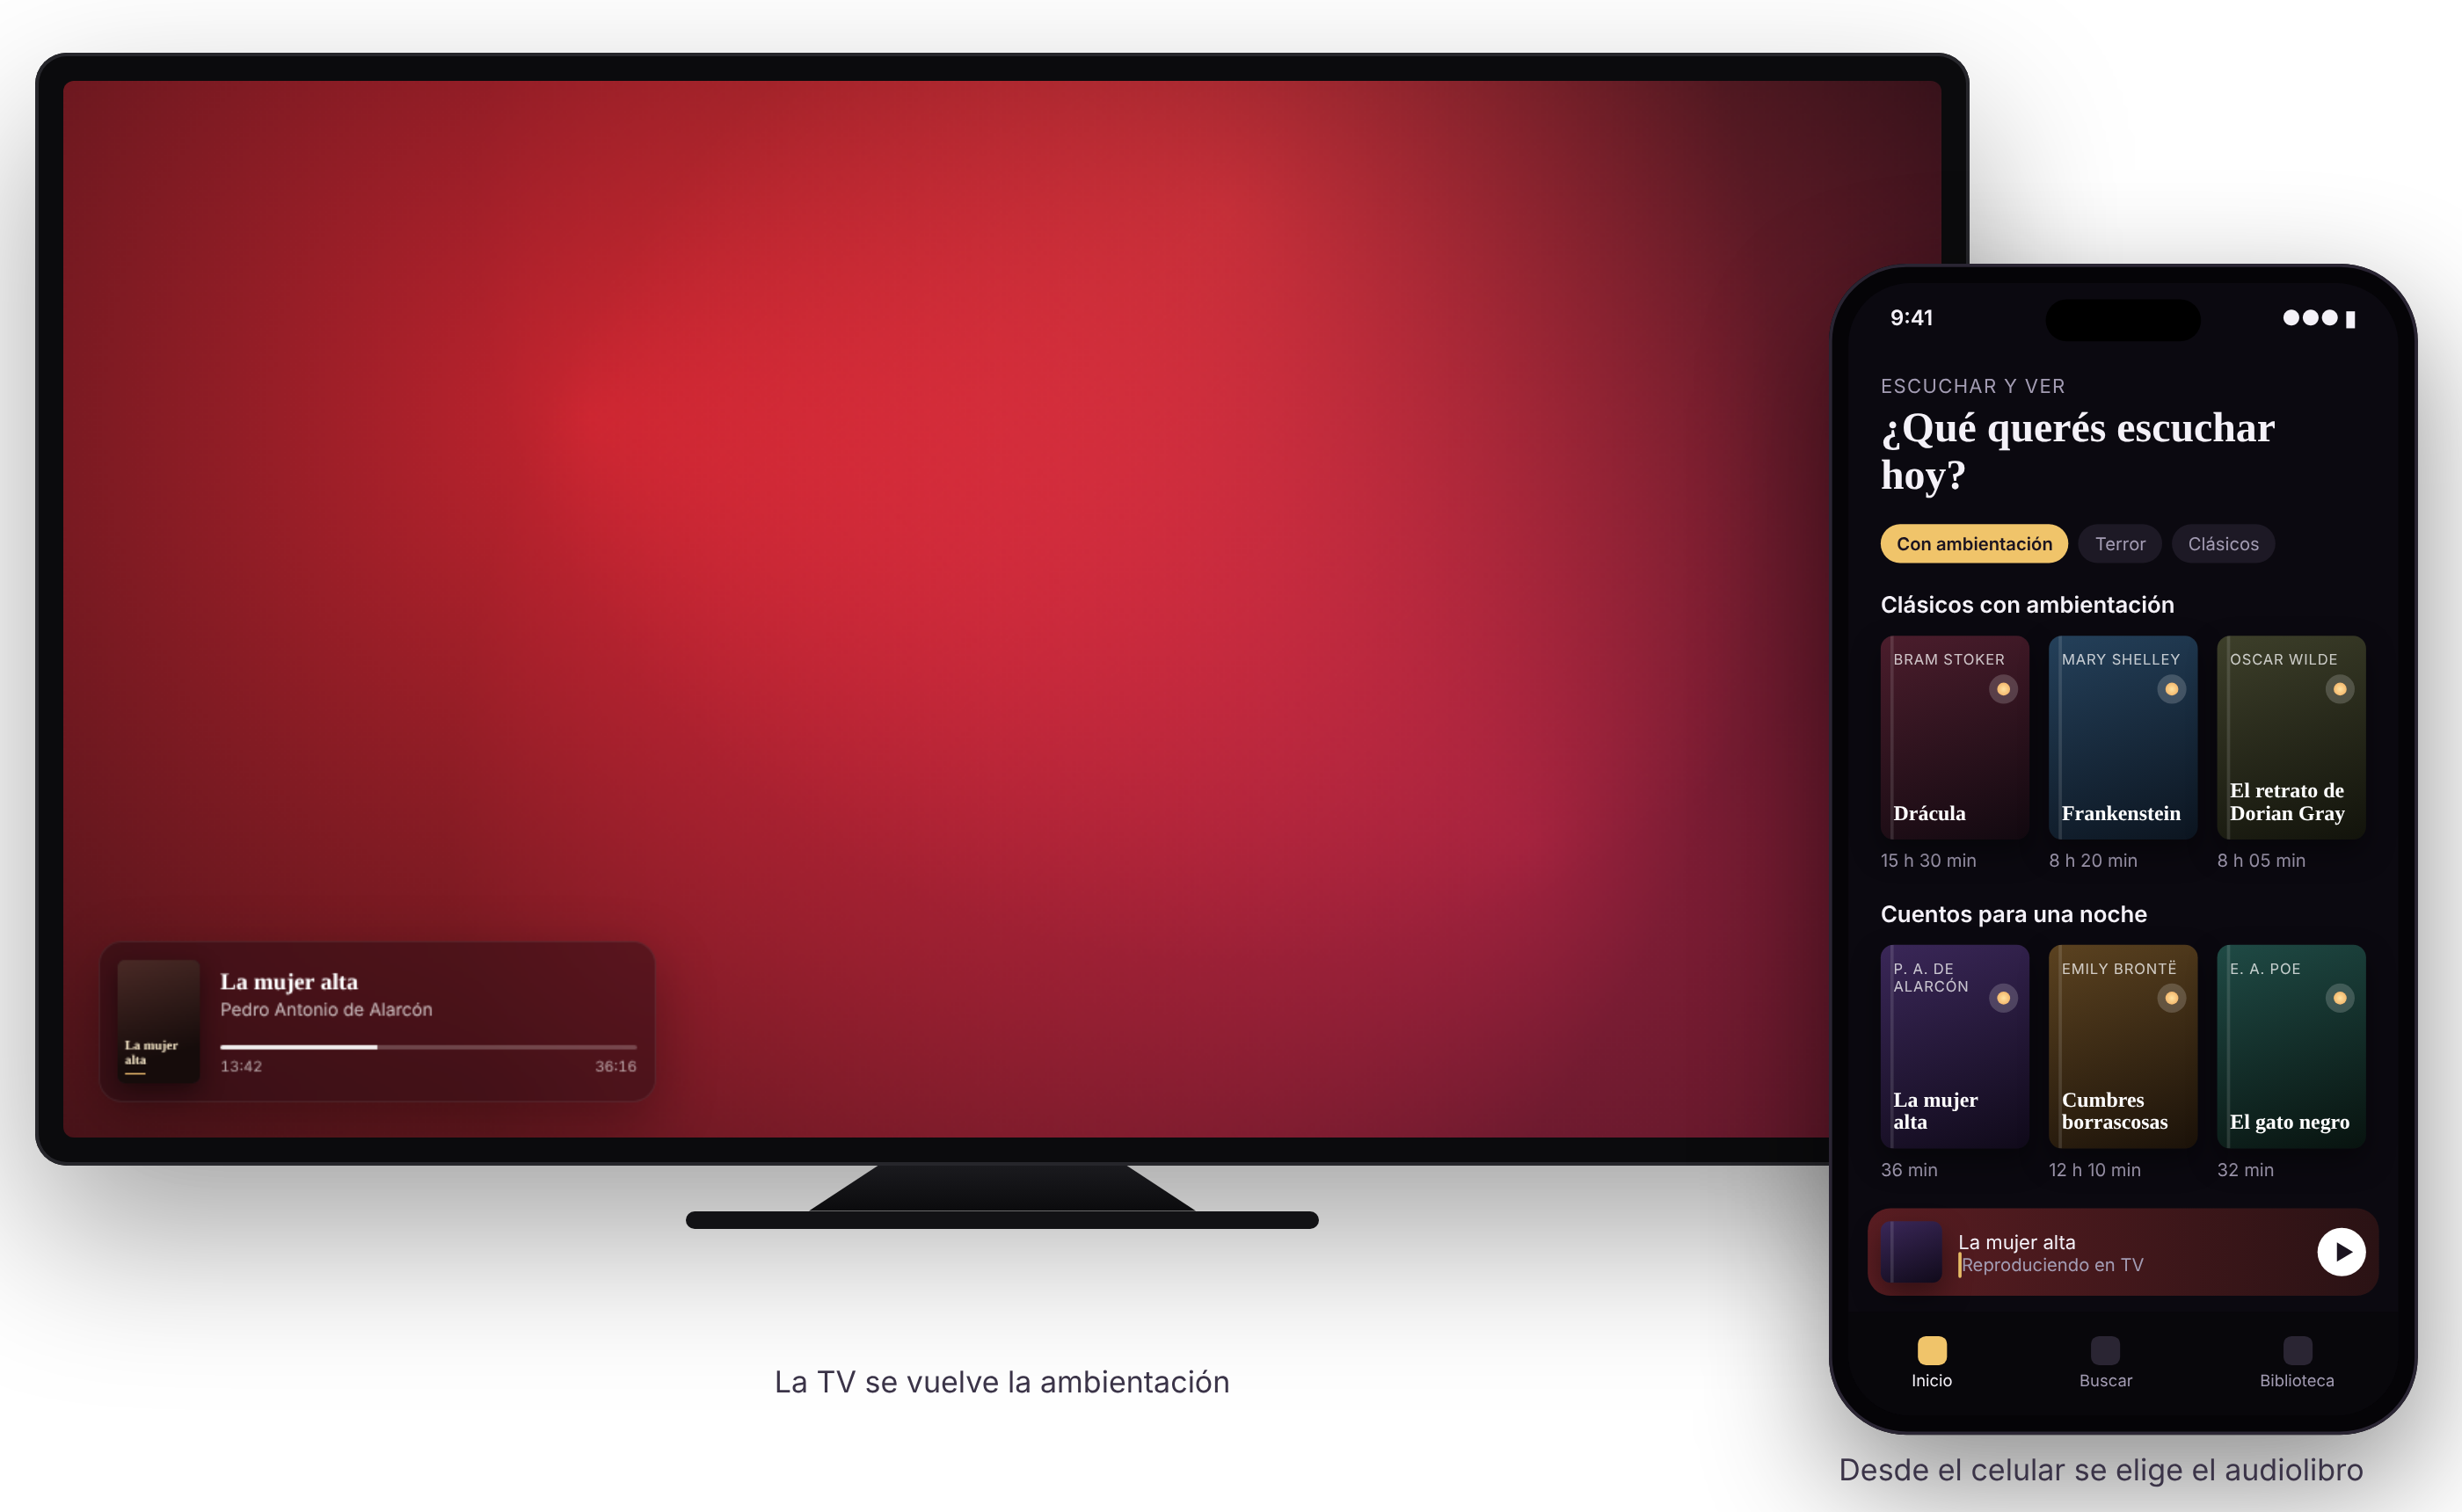 La mujer alta
Pedro Antonio de Alarcón
La mujer
alta
13:42
36:16
La TV se vuelve la ambientación
9:41
ESCUCHAR Y VER
¿Qué querés escuchar
hoy?
Con ambientación
Terror
Clásicos
Clásicos con ambientación
BRAM STOKER
Drácula
15 h 30 min
MARY SHELLEY
Frankenstein
8 h 20 min
OSCAR WILDE
El retrato de
Dorian Gray
8 h 05 min
Cuentos para una noche
P. A. DE
ALARCÓN
La mujer
alta
36 min
EMILY BRONTË
Cumbres
borrascosas
12 h 10 min
E. A. POE
El gato negro
32 min
La mujer alta
Reproduciendo en TV
Inicio
Buscar
Biblioteca
Desde el celular se elige el audiolibro